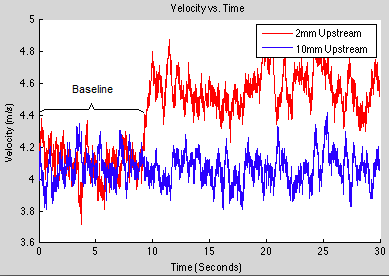 Velocity vs. Time
2mm Upstream
10mm Upstream
Baseline
Velocity (m/s)
5
4.8
4.6
4.4
4.2
4
3.8
3.6
0 5 10 15 20 25 30
Time (Seconds)